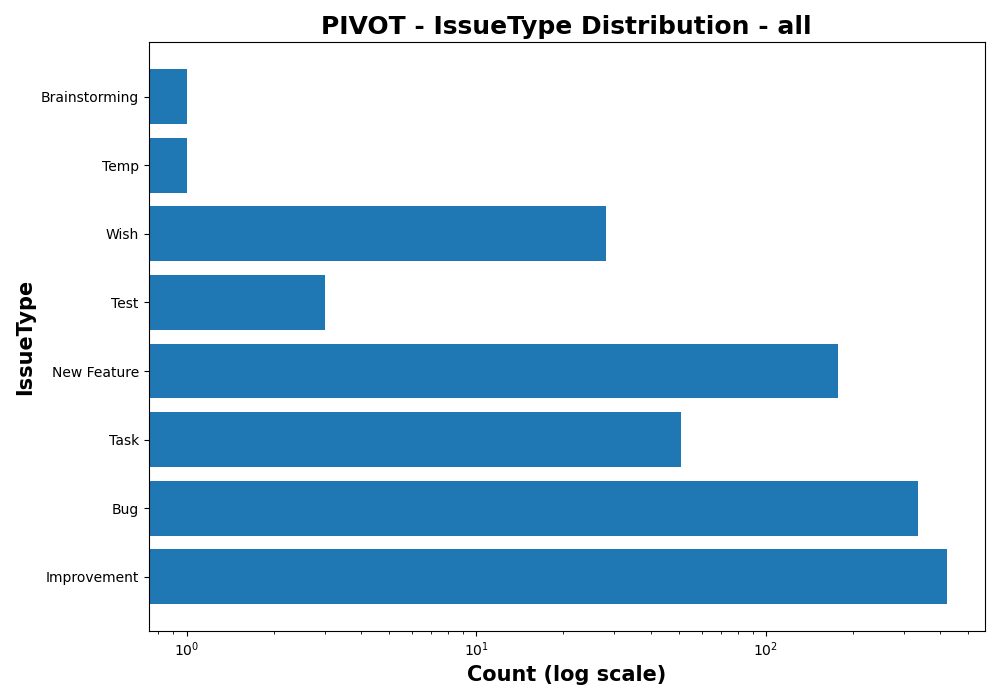 PIVOT - IssueType Distribution - all
Brainstorming
Temp
Wish
Test
New Feature
Task
Bug
Improvement
IssueType
10⁰ 10¹ 10²
Count (log scale)